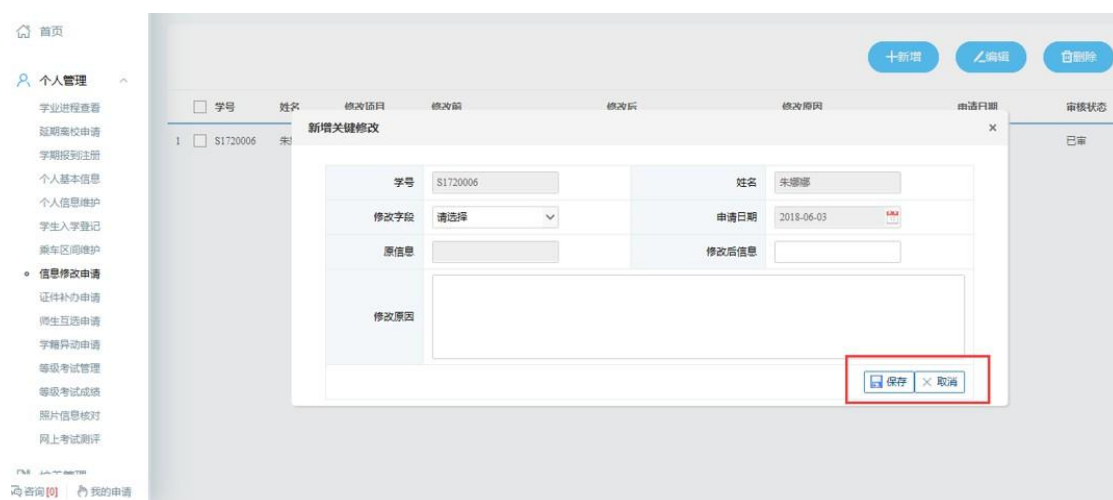 首页
个人管理
学业进程查看
延期离校申请
学期报到注册
个人基本信息
个人信息维护
学生入学登记
乘车区间维护
信息修改申请
证件补办申请
师生互选申请
学籍异动申请
等级考试管理
等级考试成绩
照片信息核对
网上考试测评
咨询[0] 我的申请
新增 编辑 删除
学号 姓名 修改项目 修改前 修改后 修改原因 申请日期 审核状态
1 S1720006 朱 已审
新增关键修改 ×
学号 S1720006 姓名 朱娜娜
修改字段 请选择 申请日期 2018-06-03
原信息 修改后信息
修改原因
保存 取消